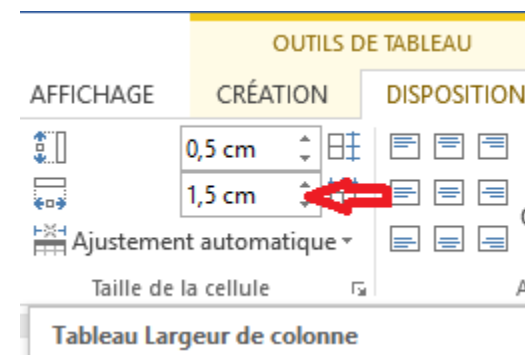 OUTILS DE TABLEAU
AFFICHAGE CRÉATION DISPOSITION
0,5 cm
1,5 cm
Ajustement automatique
Taille de la cellule
Tableau Largeur de colonne